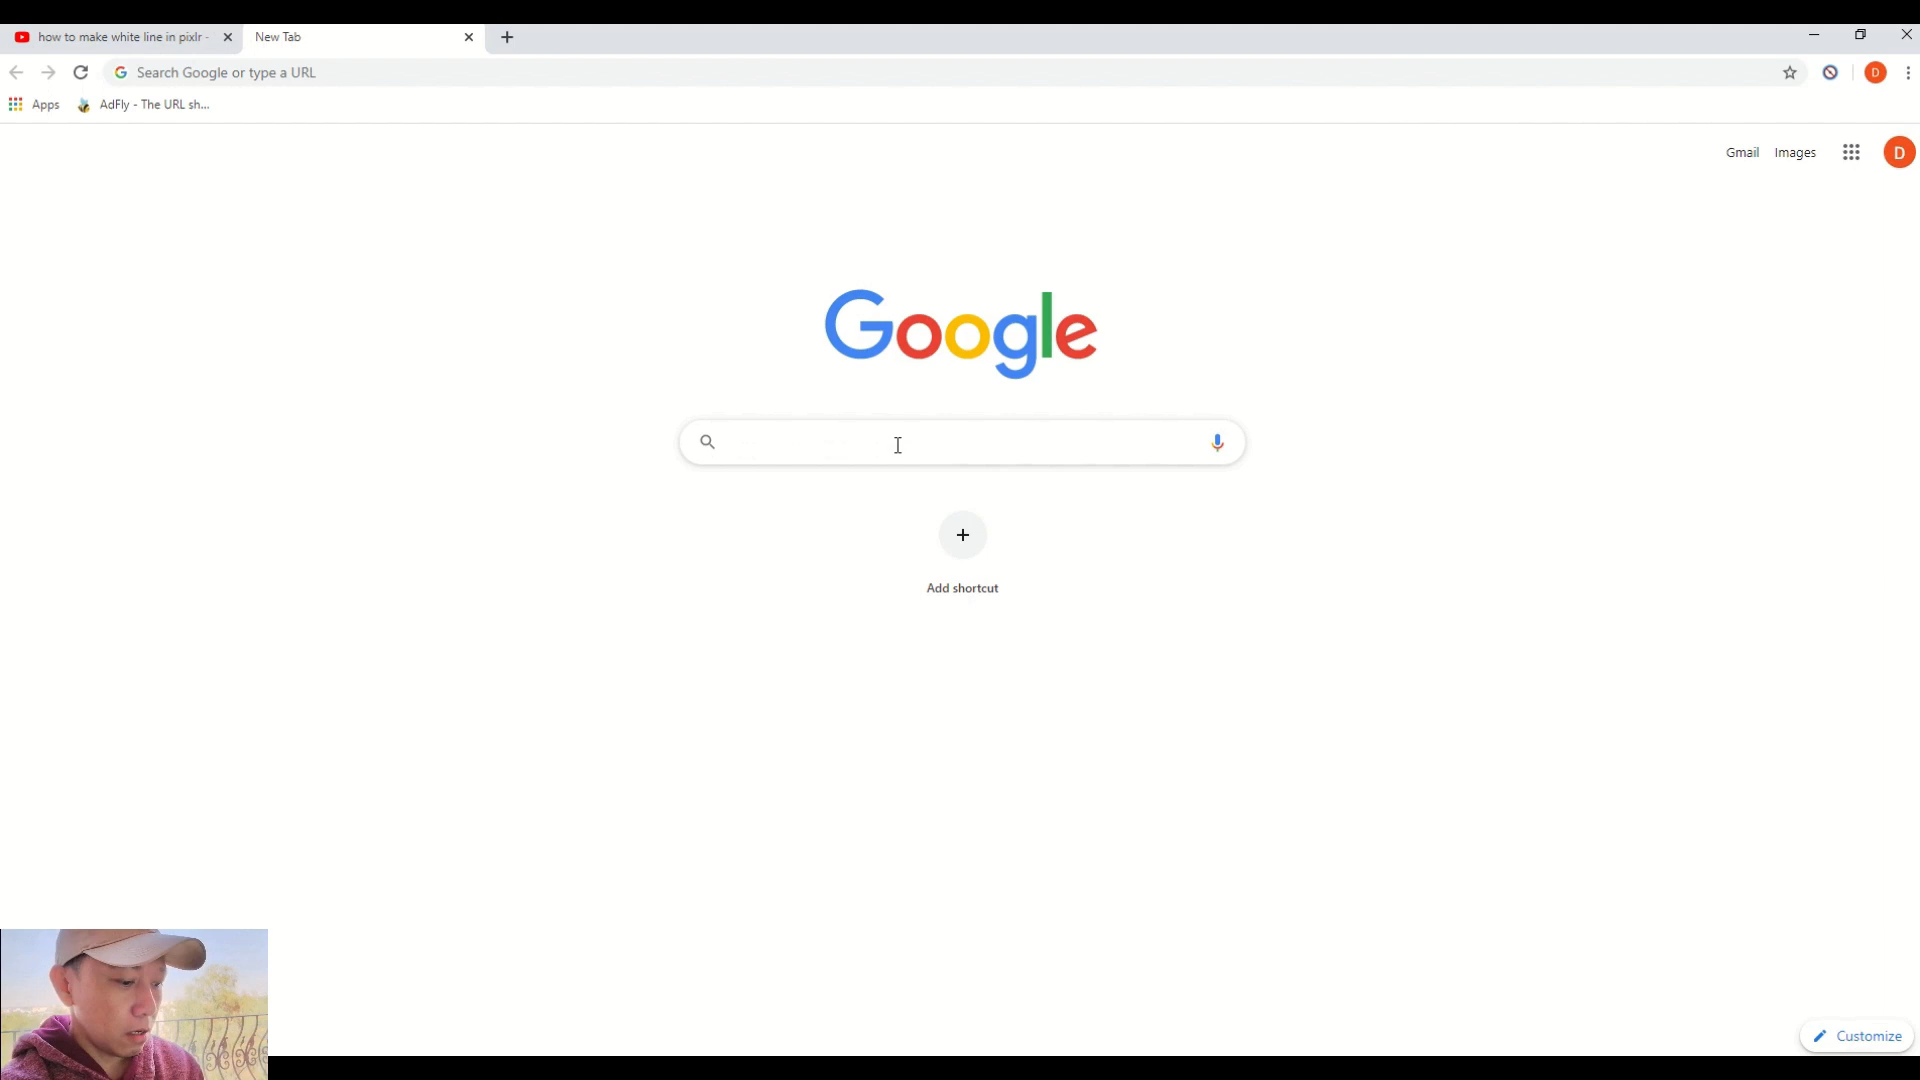 how to make white line in pixlr -
New Tab
Search Google or type a URL
D
Apps
AdFly - The URL sh...
Gmail
Images
D
Google
Add shortcut
Customize